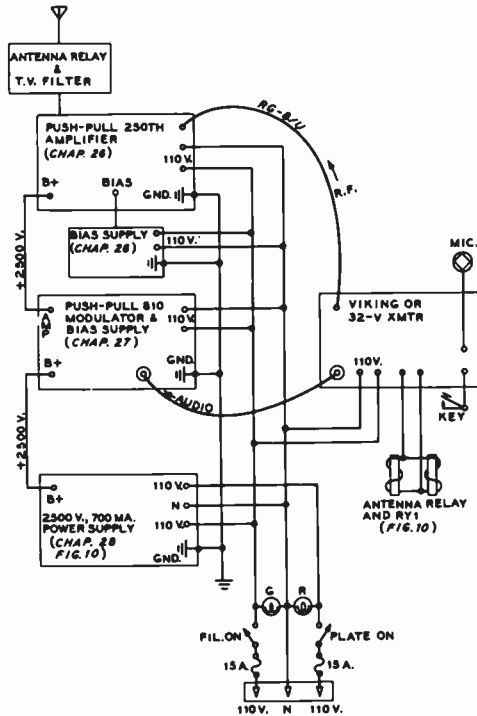 ANTENNA RELAY
&
T.V. FILTER
PUSH-PULL 250TH
AMPLIFIER
(CHAP. 26)
110 V.
B+
BIAS
GND.
RG-8/U
R.F.
BIAS SUPPLY
(CHAP. 26)
110 V.
+2500 V.
PUSH-PULL 810
MODULATOR &
BIAS SUPPLY
(CHAP. 27)
110 V.
AMP
B+
GND.
AUDIO
MIC.
VIKING OR
32-V XMTR
110 V.
KEY
ANTENNA RELAY
AND RY1
(FIG. 10)
+2500 V.
B+
110 V.
N
110 V.
2500 V., 700 MA.
POWER SUPPLY
(CHAP. 28
FIG. 10)
GND.
G
R
FIL. ON
PLATE ON
15 A.
15 A.
110 V.
N
110 V.